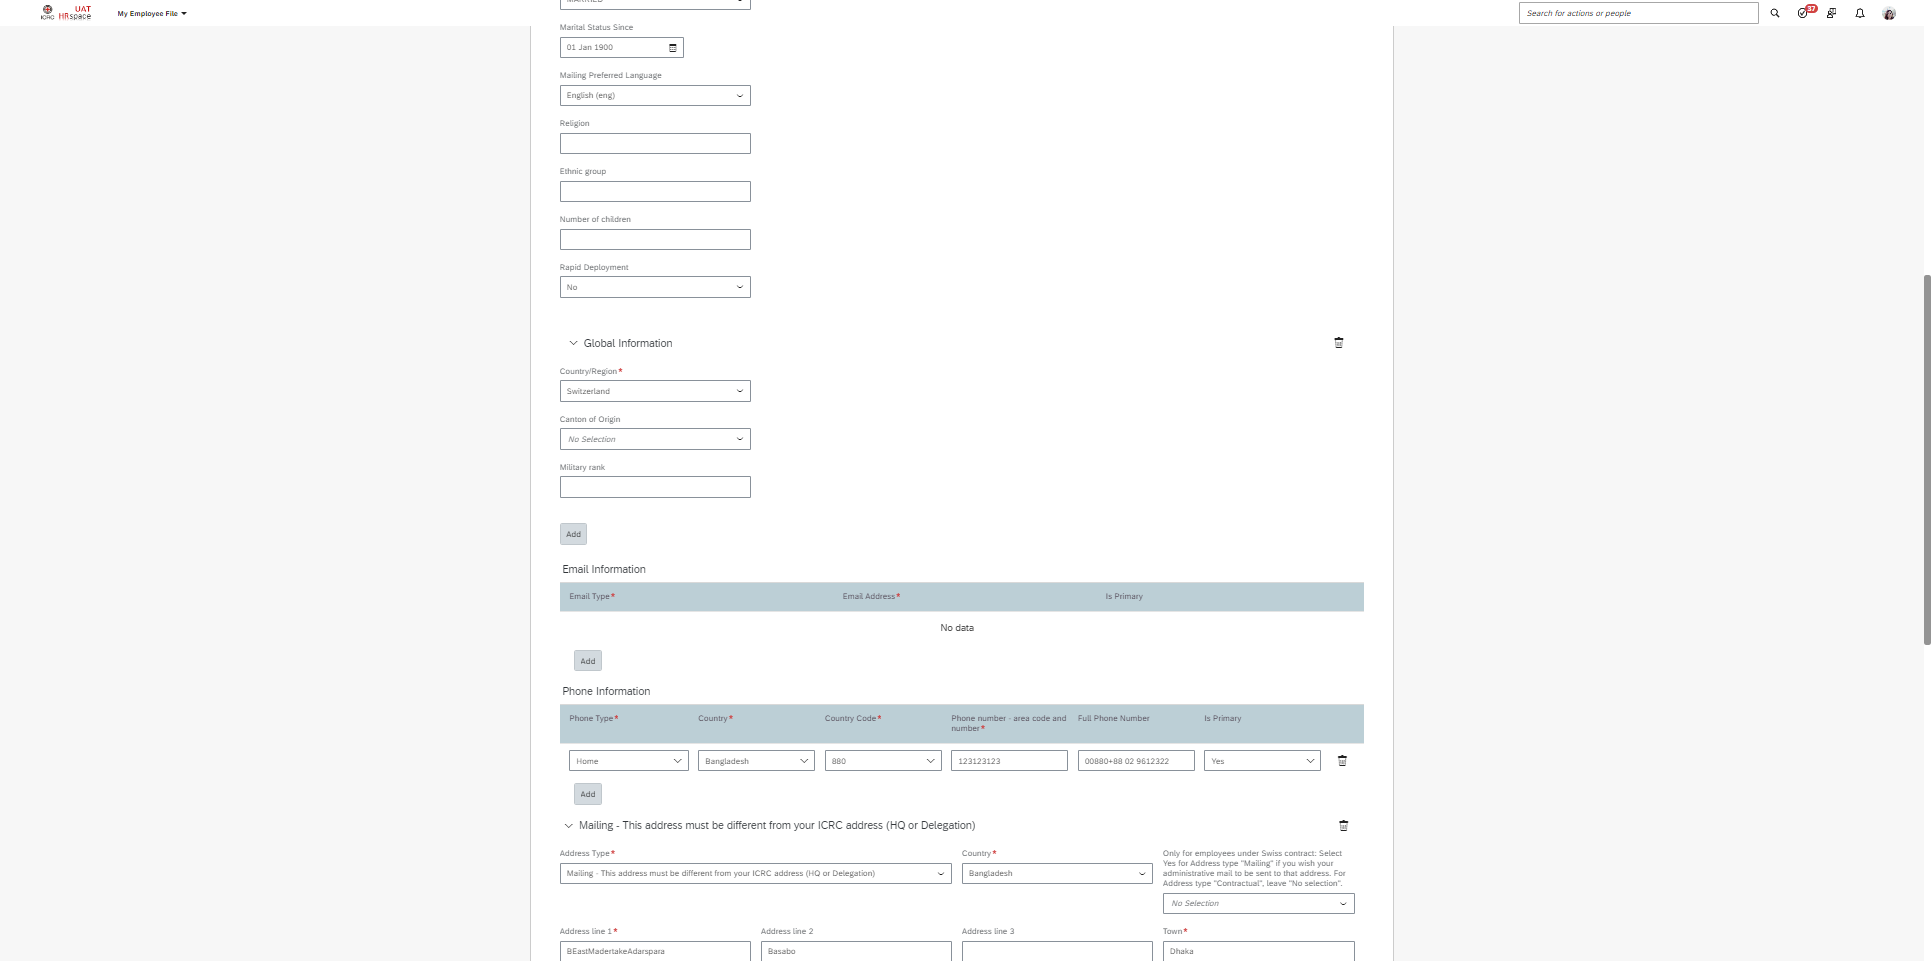 ICRC
UAT
HRspace
My Employee File
Search for actions or people
37
MARRIED
Marital Status Since
01 Jan 1900
Mailing Preferred Language
English (eng)
Religion
Ethnic group
Number of children
Rapid Deployment
No
Global Information
Country/Region*
Switzerland
Canton of Origin
No Selection
Military rank
Add
Email Information
Email Type* Email Address* Is Primary
No data
Add
Phone Information
Phone Type* Country* Country Code* Phone number - area code and Full Phone Number Is Primary
number*
Home Bangladesh 880 123123123 00880+88 02 9612322 Yes
Add
Mailing - This address must be different from your ICRC address (HQ or Delegation)
Address Type* Country* Only for employees under Swiss contract: Select
Yes for Address type "Mailing" if you wish your
Mailing - This address must be different from your ICRC address (HQ or Delegation) Bangladesh administrative mail to be sent to that address. For
Address type "Contractual", leave "No selection".
No Selection
Address line 1* Address line 2 Address line 3 Town*
BEastMadertakeAdarspara Basabo Dhaka